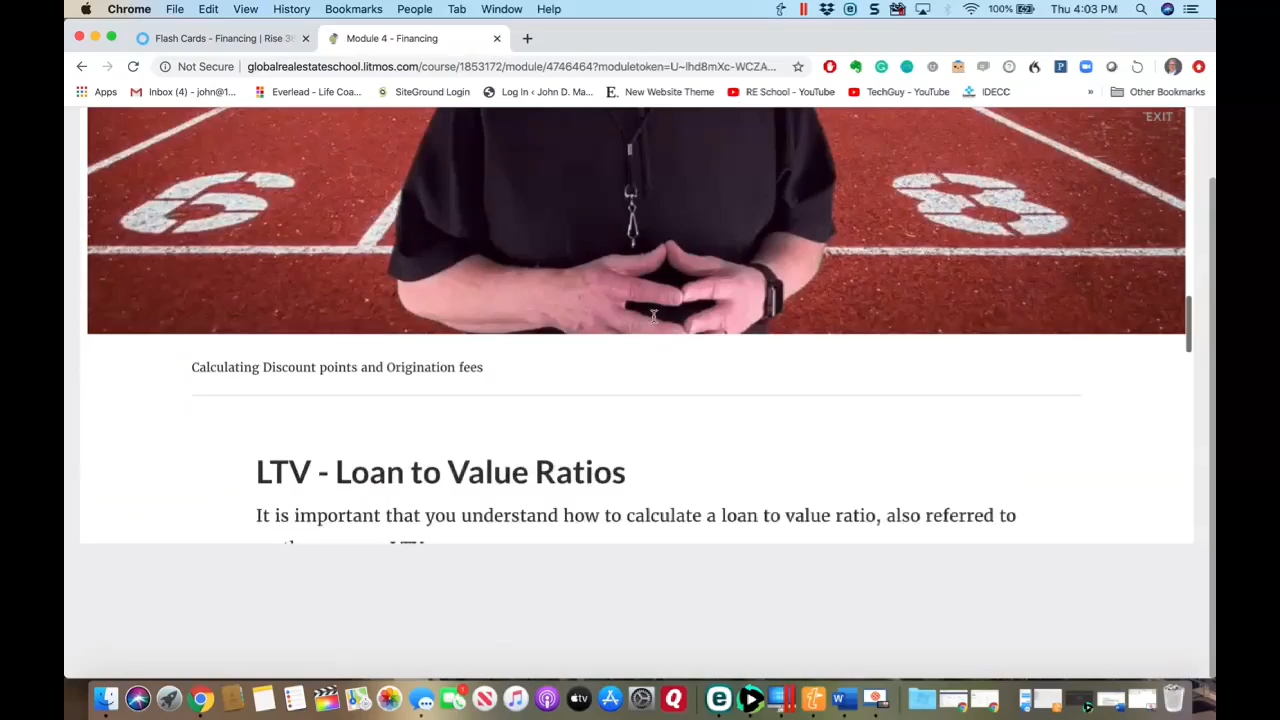 Chrome File Edit View History Bookmarks People Tab Window Help 100% Thu 4:03 PM
Flash Cards - Financing | Rise 36 Module 4 - Financing
Not Secure globalrealestateschool.litmos.com/course/1853172/module/4746464?moduletoken=U~lhd8mXc-WCZA...
Apps Inbox (4) - john@1... Everlead - Life Coa... SiteGround Login Log In ‹ John D. Ma... New Website Theme RE School - YouTube TechGuy - YouTube IDECC » Other Bookmarks
EXIT
6 8
Calculating Discount points and Origination fees
LTV - Loan to Value Ratios
It is important that you understand how to calculate a loan to value ratio, also referred to